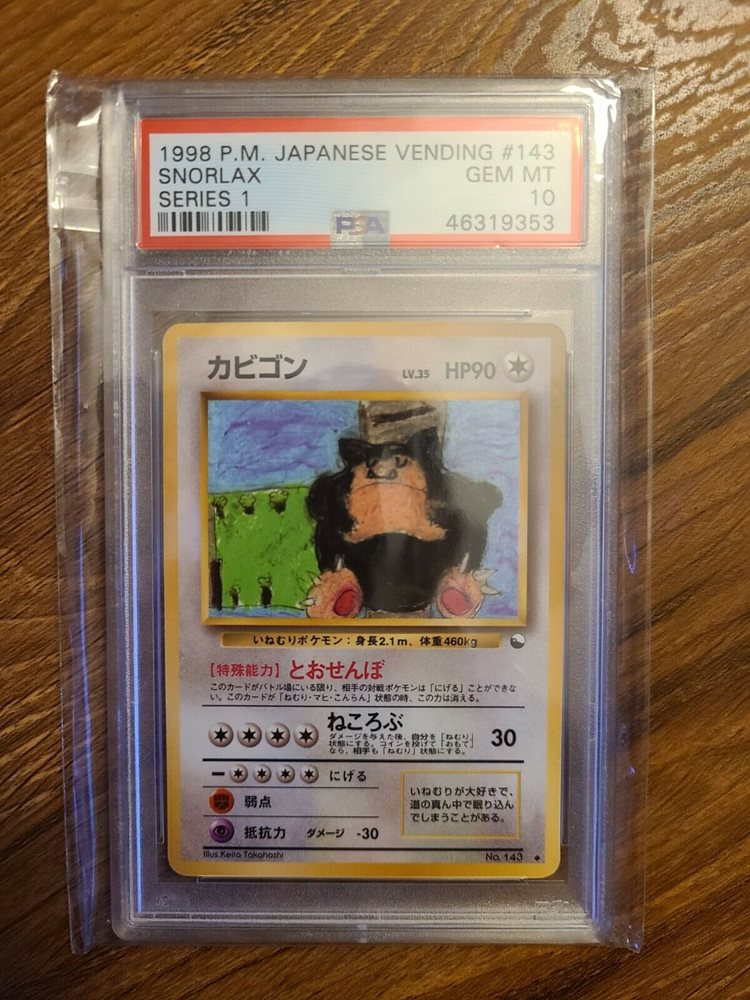 1998 P.M. JAPANESE VENDING #143
SNORLAX GEM MT
SERIES 1 10
PSA 46319353
カビゴン LV.35 HP90
いねむりポケモン：身長2.1m、体重460kg
【特殊能力】とおせんぼ
このカードがバトル場にいる限り、相手の対戦ポケモンは「にげる」ことができな
い。このカードが「ねむり・マヒ・こんらん」状態の時、この力は消える。
ねころぶ
ダメージを与えた後、自分を「ねむり」
状態にする。コインを投げて「おもて」
なら、相手も「ねむり」状態にする。
30
にげる
弱点
抵抗力 ダメージ -30
いねむりが大好きで、
道の真ん中で眠り込ん
でしまうことがある。
Illus.Keira Takahashi No. 143